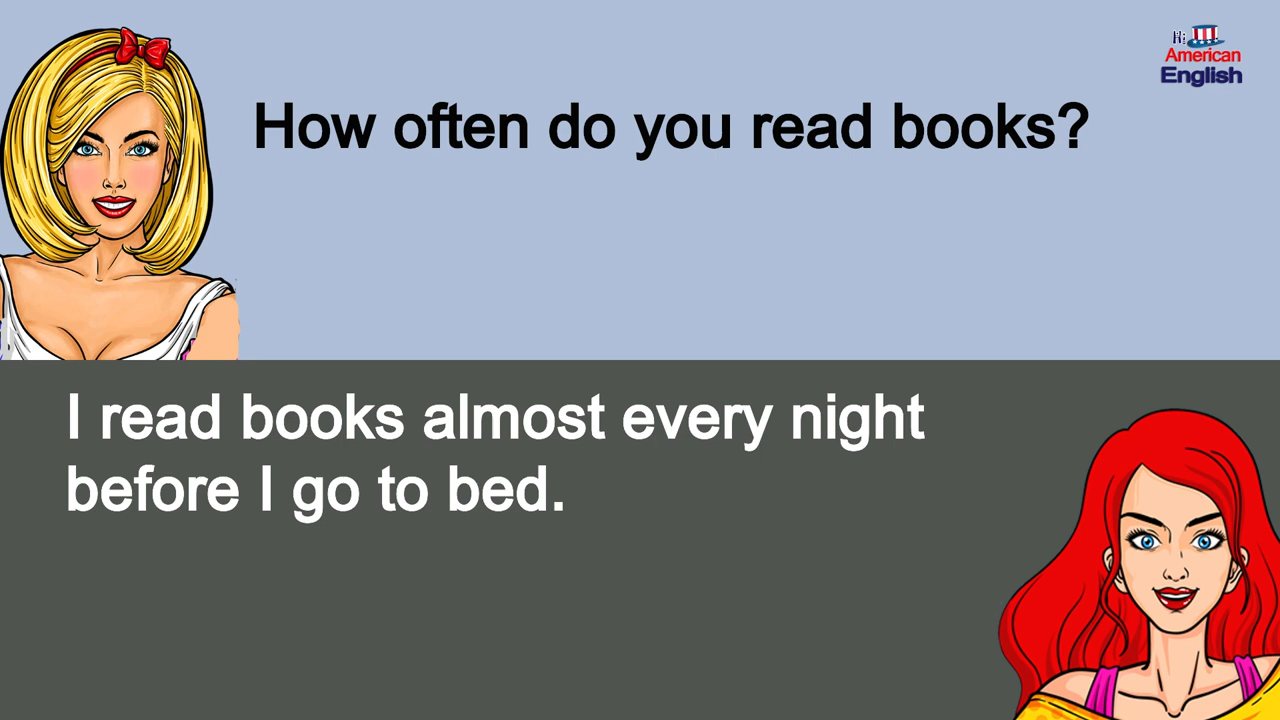 Hi
American
English
How often do you read books?
I read books almost every night
before I go to bed.